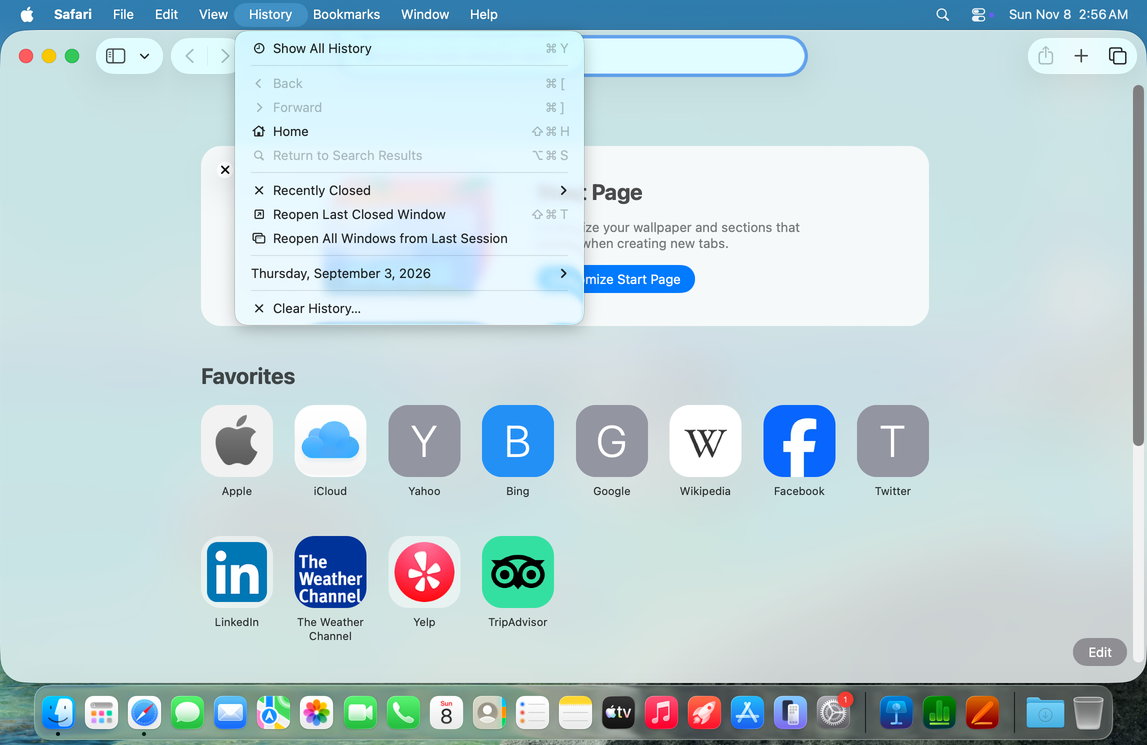 Safari File Edit View History Bookmarks Window Help Sun Nov 8 2:56 AM
Show All History ⌘ Y
Back ⌘ [
Forward ⌘ ]
Home ⇧ ⌘ H
Return to Search Results ⌥ ⌘ S
Recently Closed
Reopen Last Closed Window ⇧ ⌘ T
Reopen All Windows from Last Session
Thursday, September 3, 2026
Clear History...
Page
your wallpaper and sections that
when creating new tabs.
Start Page
Favorites
Apple
iCloud
Y
Yahoo
B
Bing
G
Google
W
Wikipedia
f
Facebook
T
Twitter
in
LinkedIn
The
Weather
Channel
The Weather
Channel
Yelp
TripAdvisor
Edit
Sun
8
tv
1